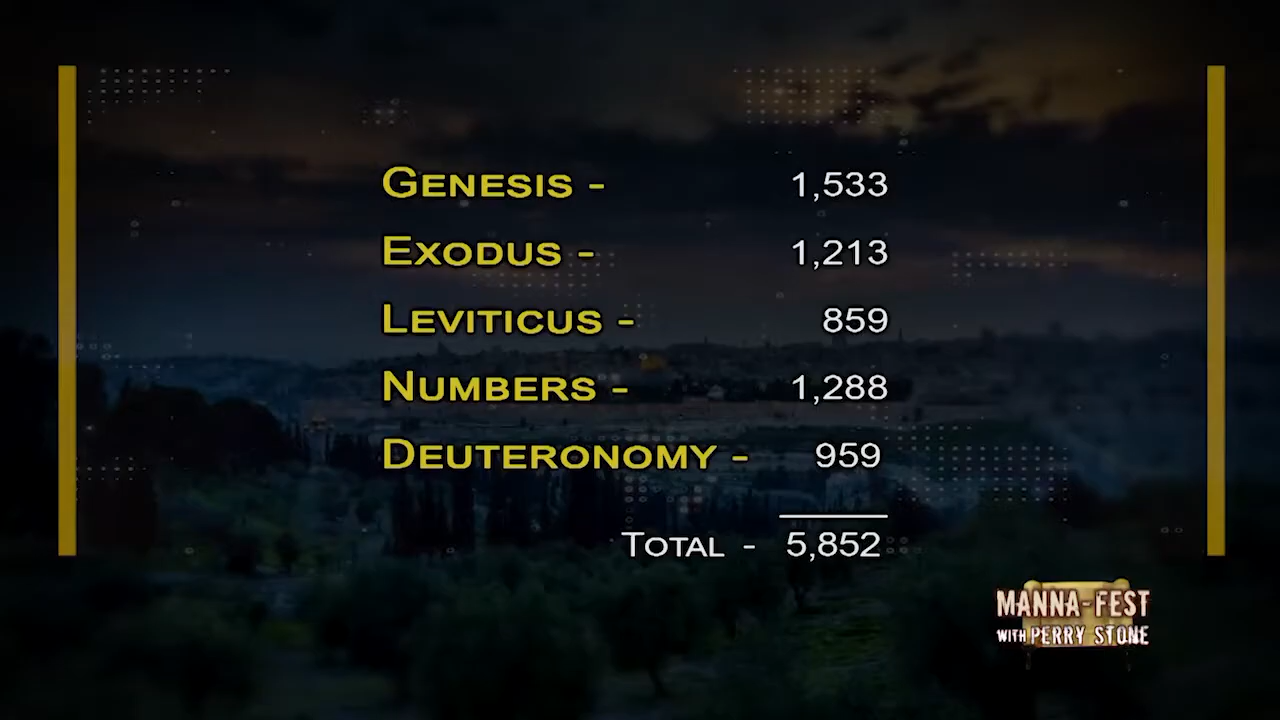 GENESIS - 1,533
EXODUS - 1,213
LEVITICUS - 859
NUMBERS - 1,288
DEUTERONOMY - 959
TOTAL - 5,852
MANNA-FEST
WITH PERRY STONE